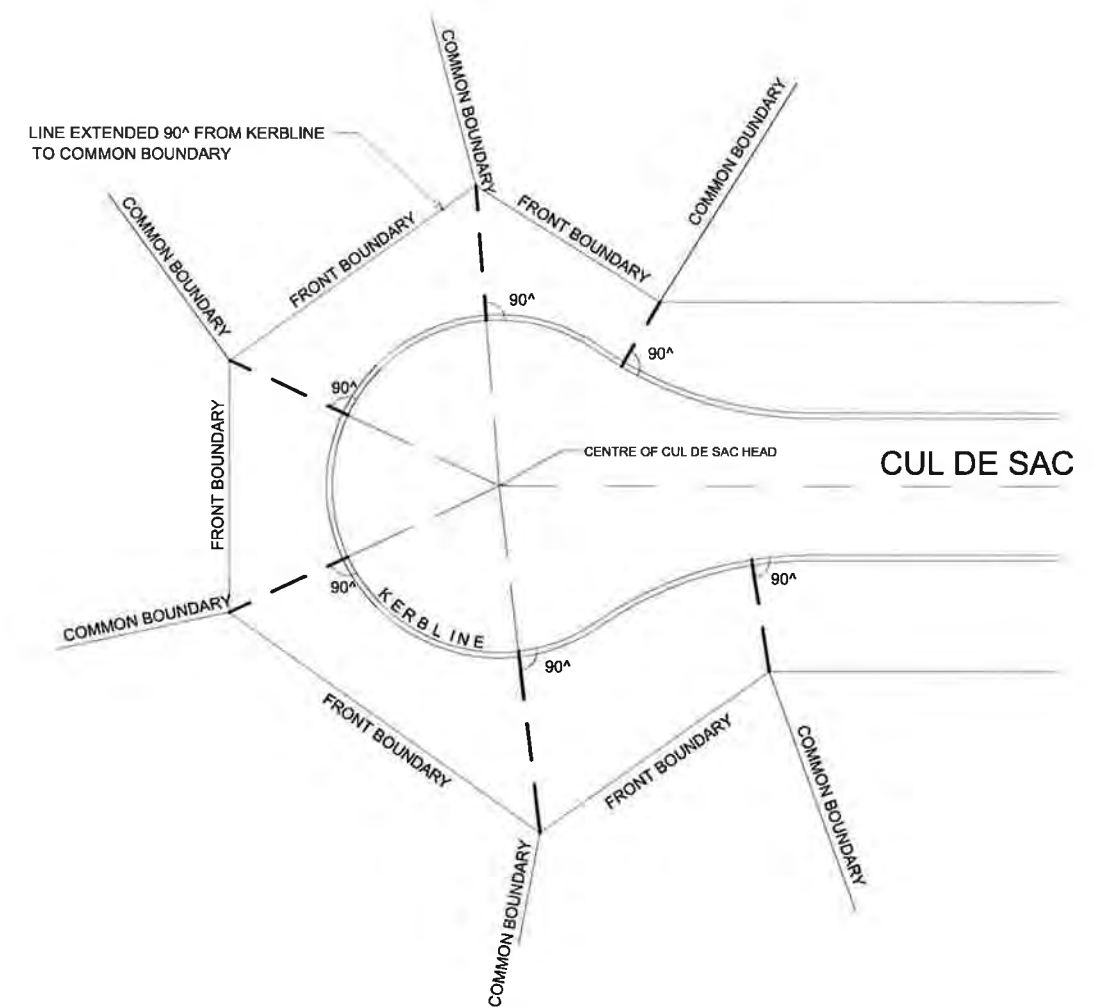 COMMON BOUNDARY
COMMON BOUNDARY
LINE EXTENDED 90^ FROM KERBLINE
TO COMMON BOUNDARY
COMMON BOUNDARY
FRONT BOUNDARY
FRONT BOUNDARY
90^
90^
90^
CENTRE OF CUL DE SAC HEAD
CUL DE SAC
FRONT BOUNDARY
90^
90^
KERBLINE
COMMON BOUNDARY
90^
FRONT BOUNDARY
FRONT BOUNDARY
COMMON BOUNDARY
COMMON BOUNDARY